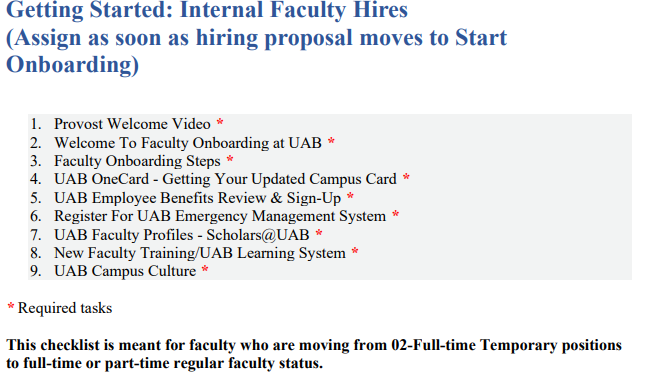 Getting Started: Internal Faculty Hires
(Assign as soon as hiring proposal moves to Start
Onboarding)
1. Provost Welcome Video *
2. Welcome To Faculty Onboarding at UAB *
3. Faculty Onboarding Steps *
4. UAB OneCard - Getting Your Updated Campus Card *
5. UAB Employee Benefits Review & Sign-Up *
6. Register For UAB Emergency Management System *
7. UAB Faculty Profiles - Scholars@UAB *
8. New Faculty Training/UAB Learning System *
9. UAB Campus Culture *
* Required tasks
This checklist is meant for faculty who are moving from 02-Full-time Temporary positions
to full-time or part-time regular faculty status.